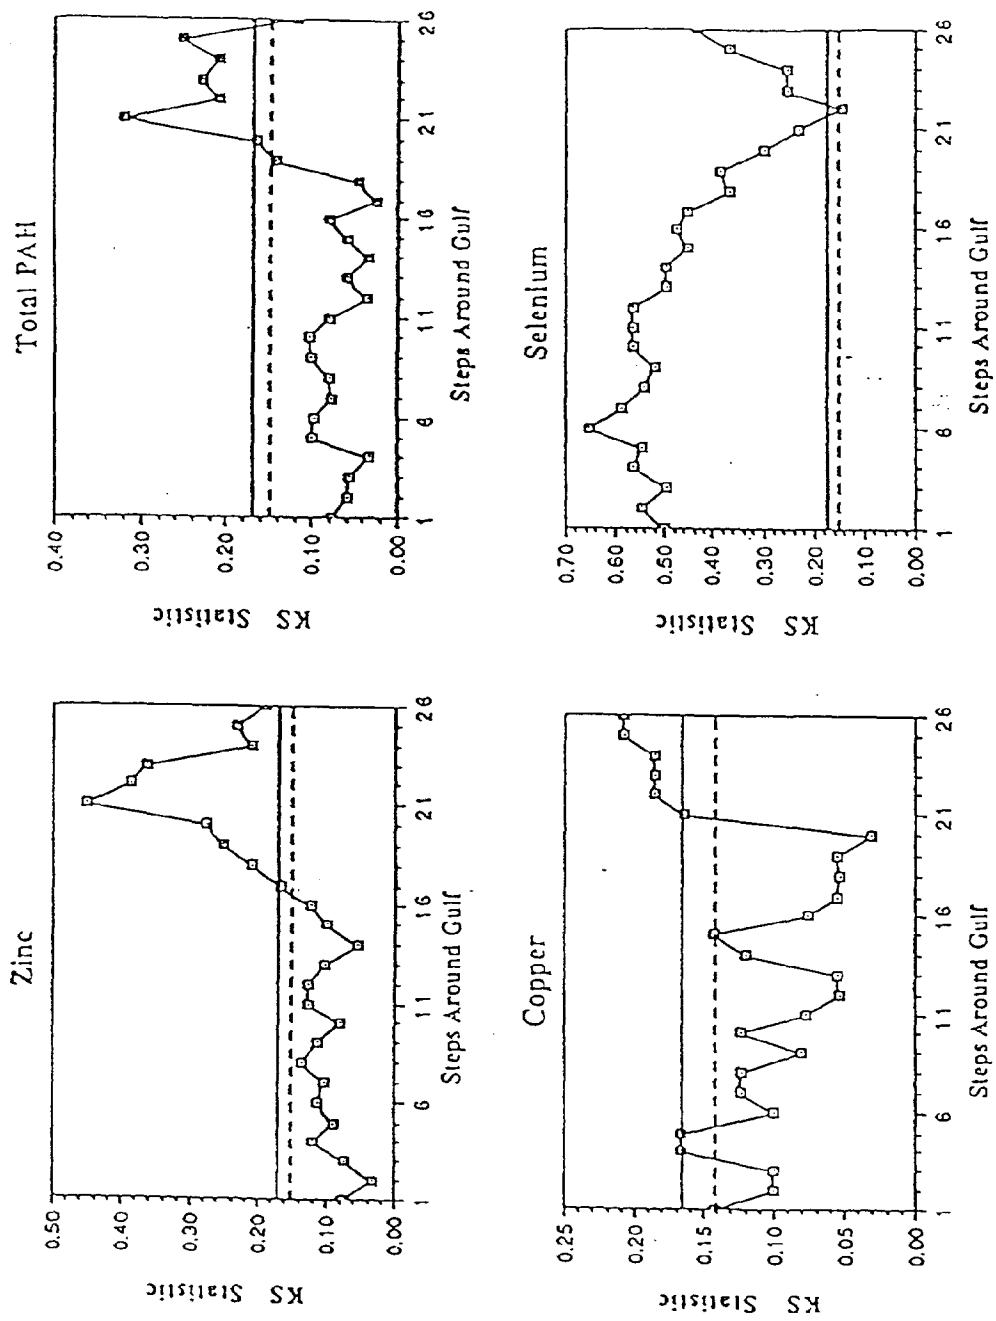 Zinc
KS Statistic
0.50
0.40
0.30
0.20
0.10
0.00
1 6 11 16 21 26
Steps Around Gulf
Total PAH
KS Statistic
0.40
0.30
0.20
0.10
0.00
1 6 11 16 21 26
Steps Around Gulf
Copper
KS Statistic
0.25
0.20
0.15
0.10
0.05
0.00
1 6 11 16 21 26
Steps Around Gulf
Selenium
KS Statistic
0.70
0.60
0.50
0.40
0.30
0.20
0.10
0.00
1 6 11 16 21 26
Steps Around Gulf